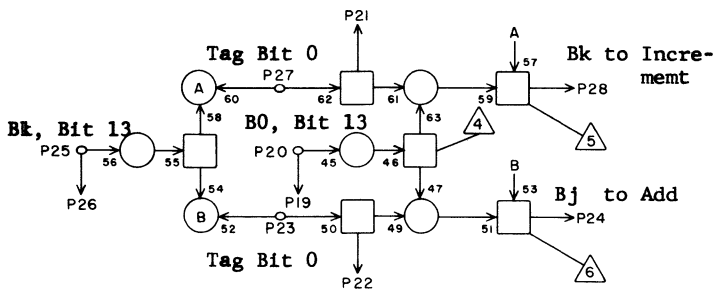 P21
Tag Bit 0
A
57
Bk to Incre-
memt
A
60
P27
62
61
59
P28
58
63
4
5
Bk, Bit 13
B0, Bit 13
P25
56
55
P20
45
46
54
47
B
53
Bj to Add
P26
P19
B
52
P23
50
49
51
P24
Tag Bit 0
P22
6